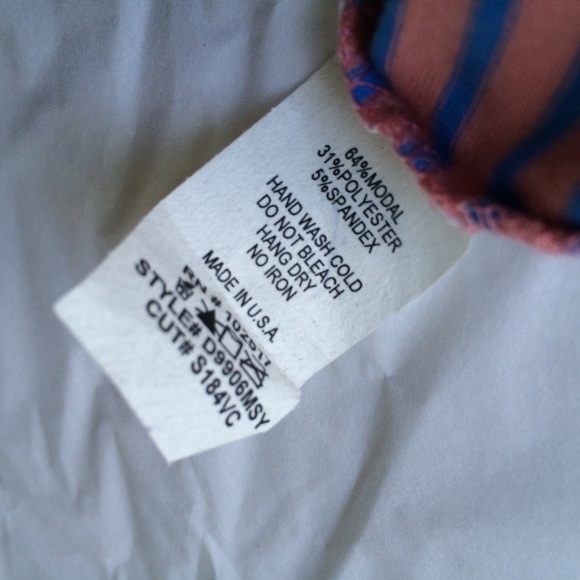 64%MODAL
31%POLYESTER
5%SPANDEX
HAND WASH COLD
DO NOT BLEACH
HANG DRY
NO IRON
MADE IN U.S.A.
RN #
STYLE# D9906MSY
CUT# S184VC